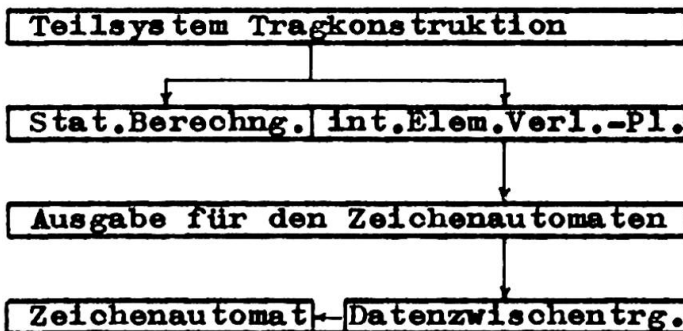 Teilsystem Tragkonstruktion
Stat.Berechng. int.Elem.Verl.-Pl.
Ausgabe für den Zeichenautomaten
Zeichenautomat Datenzwischentrg.